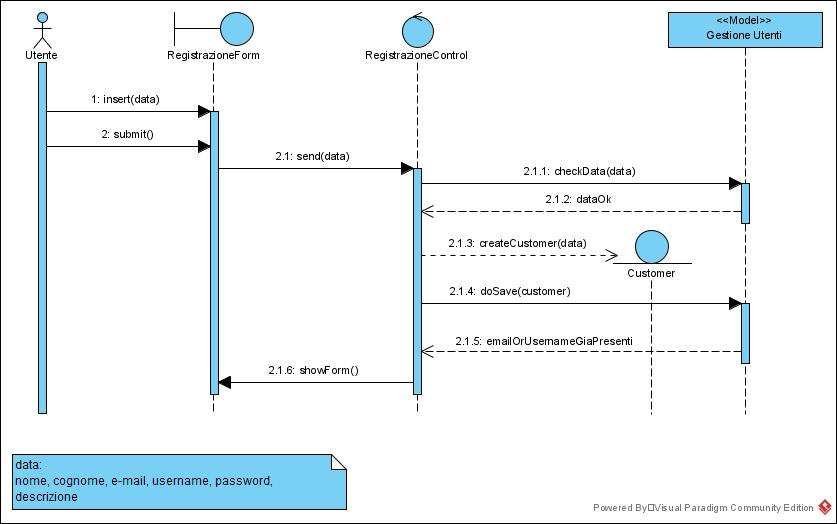 <<Model>>
Gestione Utenti
Utente
RegistrazioneForm
RegistrazioneControl
1: insert(data)
2: submit()
2.1: send(data)
2.1.1: checkData(data)
2.1.2: dataOk
2.1.3: createCustomer(data)
Customer
2.1.4: doSave(customer)
2.1.5: emailOrUsernameGiaPresenti
2.1.6: showForm()
data:
nome, cognome, e-mail, username, password,
descrizione
Powered By□Visual Paradigm Community Edition